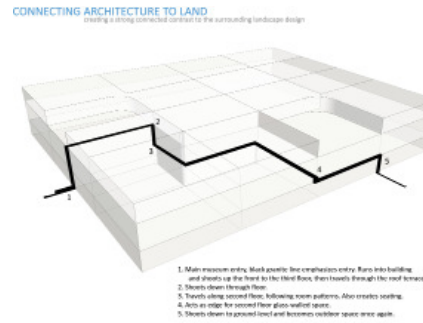 CONNECTING ARCHITECTURE TO LAND
creating a strong connected contrast to the surrounding landscape design
2
3
1
4
5
1. Main museum entry, black granite line emphasizes entry. Runs into building
and shoots up the front to the third floor, then travels through the roof terrace.
2. Shoots down through floor.
3. Travels along second floor, following room patterns. Also creates seating.
4. Acts as edge for second floor glass-walled space.
5. Shoots down to ground-level and becomes outdoor space once again.